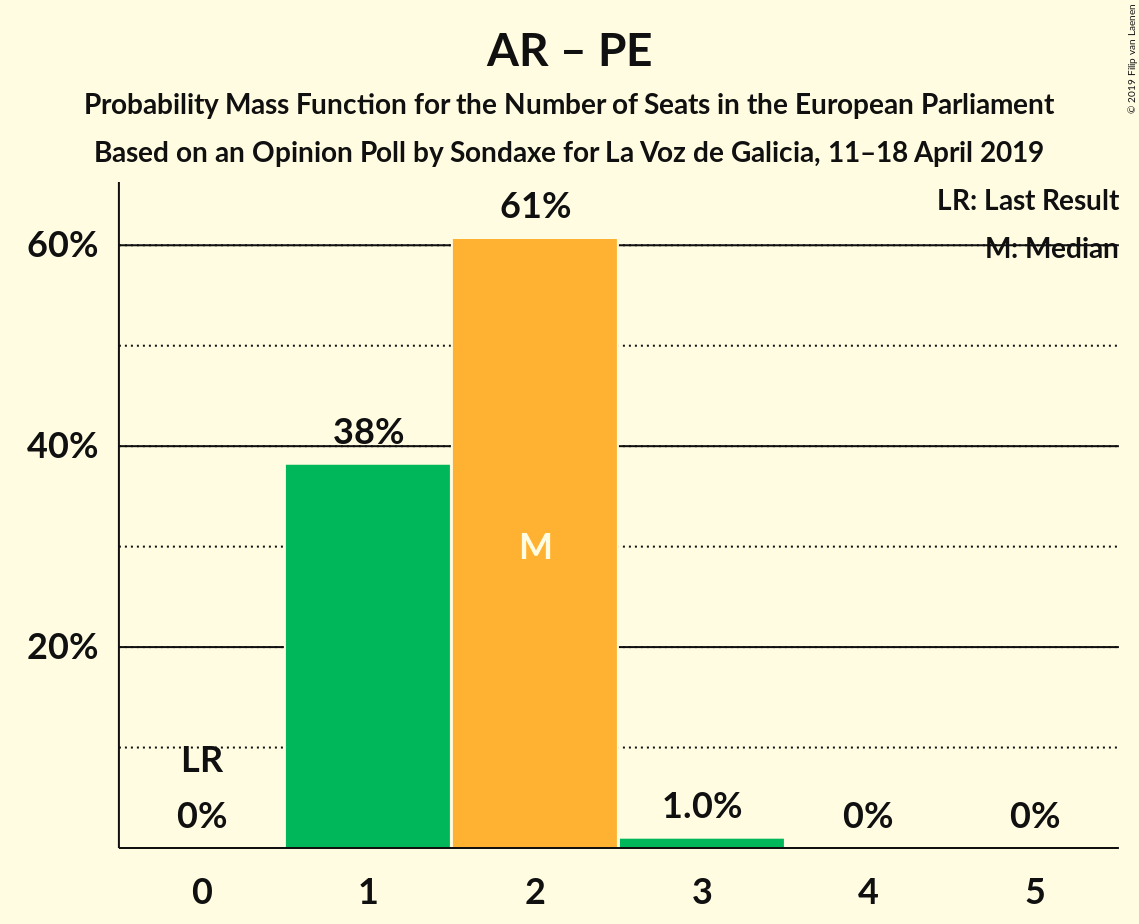 AR – PE
Probability Mass Function for the Number of Seats in the European Parliament
Based on an Opinion Poll by Sondaxe for La Voz de Galicia, 11–18 April 2019
© 2019 Filip van Laenen
LR: Last Result
M: Median
60%
40%
20%
LR
0%
38%
61%
M
1.0%
0%
0%
0 1 2 3 4 5